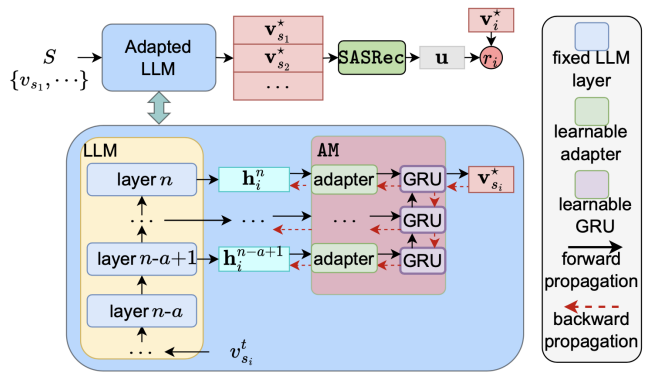 S
{v_{s_1}, ···}
Adapted
LLM
v^⋆_{s_1}
v^⋆_{s_2}
···
SASRec
u
v^⋆_i
r_i
LLM
AM
layer n
h^n_i
adapter
GRU
v^⋆_{s_i}
···
···
···
GRU
layer n-a+1
h^{n-a+1}_i
adapter
GRU
layer n-a
···
v^t_{s_i}
fixed LLM
layer
learnable
adapter
learnable
GRU
forward
propagation
backward
propagation